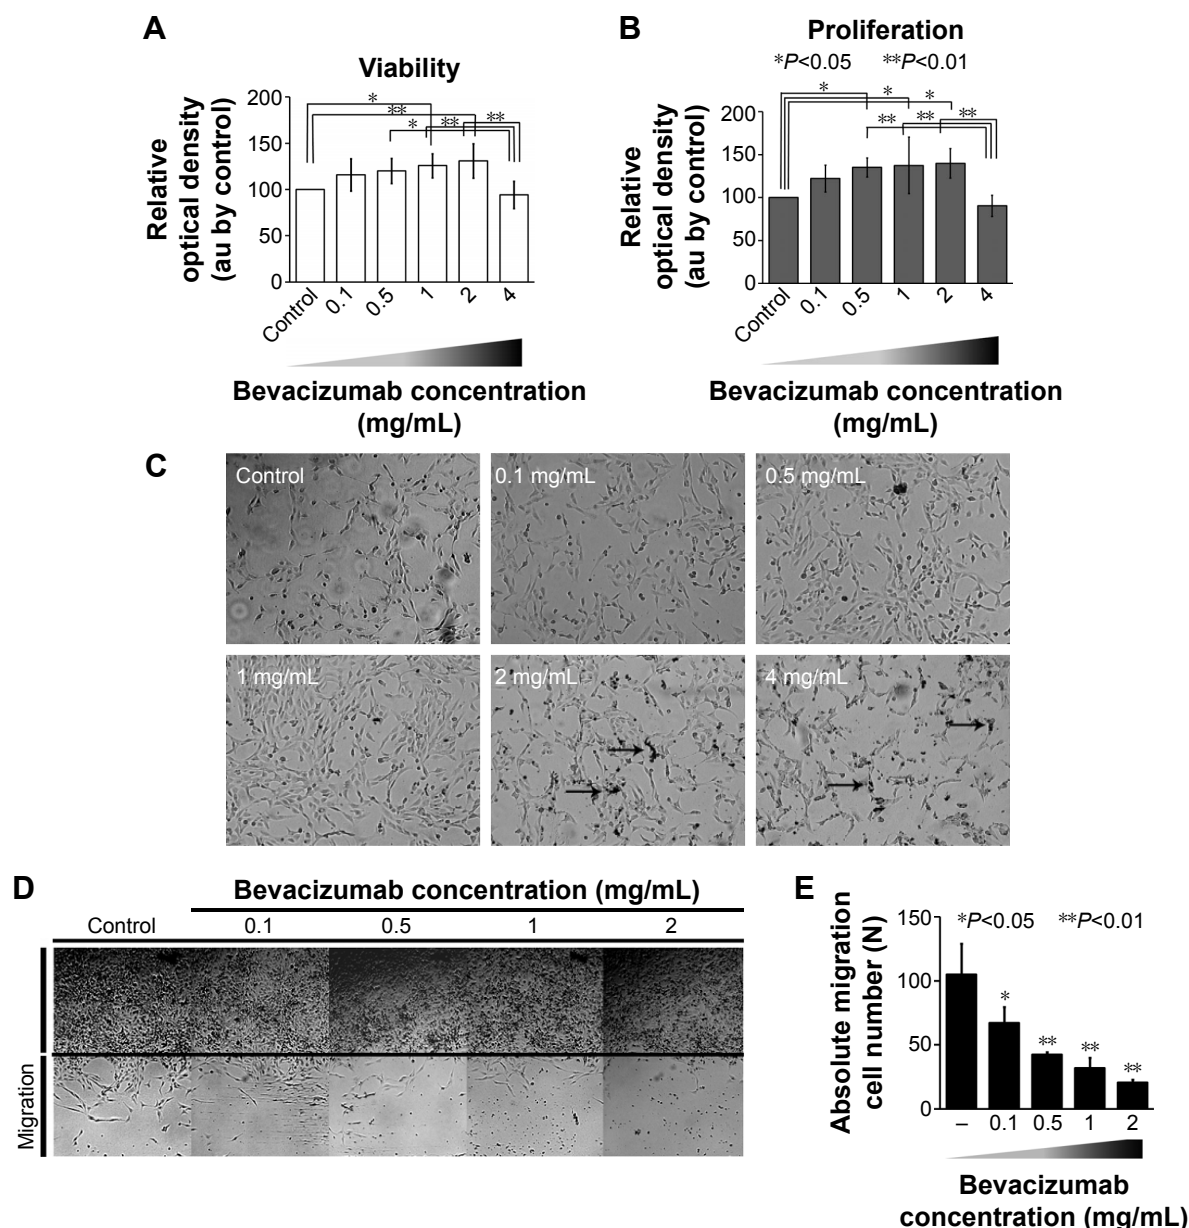 A
Viability
Relative
optical density
(au by control)
200
150
100
50
0
*
**
**
*
**
Control
0.1
0.5
1
2
4
Bevacizumab concentration
(mg/mL)
B
Proliferation
*P<0.05 **P<0.01
Relative
optical density
(au by control)
200
150
100
50
0
*
*
*
**
**
**
Control
0.1
0.5
1
2
4
Bevacizumab concentration
(mg/mL)
C
Control
0.1 mg/mL
0.5 mg/mL
1 mg/mL
2 mg/mL
4 mg/mL
D
Bevacizumab concentration (mg/mL)
Control 0.1 0.5 1 2
Migration
E
Absolute migration
cell number (N)
*P<0.05 **P<0.01
150
100
50
0
*
**
**
**
– 0.1 0.5 1 2
Bevacizumab
concentration (mg/mL)